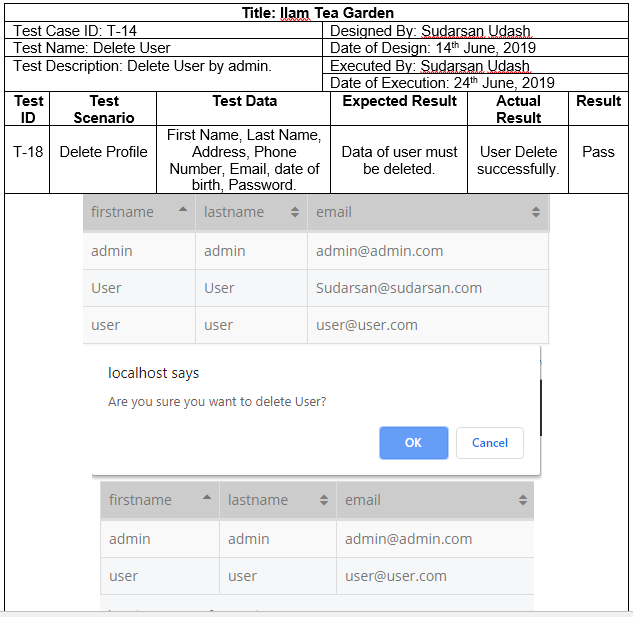 Title: Ilam Tea Garden
Test Case ID: T-14
Designed By: Sudarsan Udash
Test Name: Delete User
Date of Design: 14th June, 2019
Test Description: Delete User by admin.
Executed By: Sudarsan Udash
Date of Execution: 24th June, 2019
Test ID Test Scenario Test Data Expected Result Actual Result Result
T-18
Delete Profile
First Name, Last Name,
Address, Phone
Number, Email, date of
birth, Password.
Data of user must
be deleted.
User Delete
successfully.
Pass
firstname lastname email
admin admin admin@admin.com
User User Sudarsan@sudarsan.com
user user user@user.com
localhost says
Are you sure you want to delete User?
OK Cancel
firstname lastname email
admin admin admin@admin.com
user user user@user.com